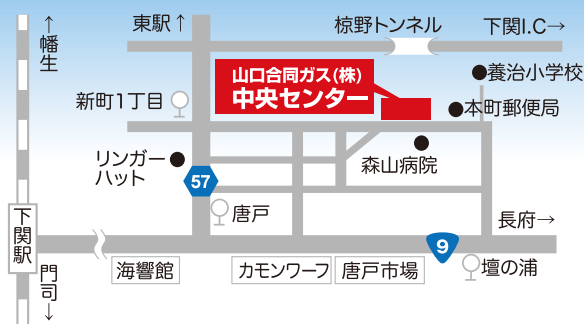 ↑幡生
東駅↑
椋野トンネル
下関I.C→
山口合同ガス(株)
中央センター
養治小学校
新町1丁目
本町郵便局
リンガー
ハット
森山病院
57
唐戸
長府→
下関駅
9
海響館
カモンワーフ
唐戸市場
壇の浦
門司↓